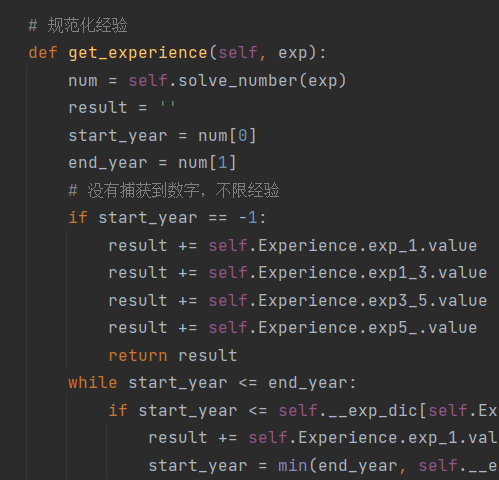 # 规范化经验
def get_experience(self, exp):
num = self.solve_number(exp)
result = ''
start_year = num[0]
end_year = num[1]
# 没有捕获到数字，不限经验
if start_year == -1:
result += self.Experience.exp_1.value
result += self.Experience.exp1_3.value
result += self.Experience.exp3_5.value
result += self.Experience.exp5_.value
return result
while start_year <= end_year:
if start_year <= self.__exp_dic[self.Ex
result += self.Experience.exp_1.val
start_year = min(end_year, self.__e